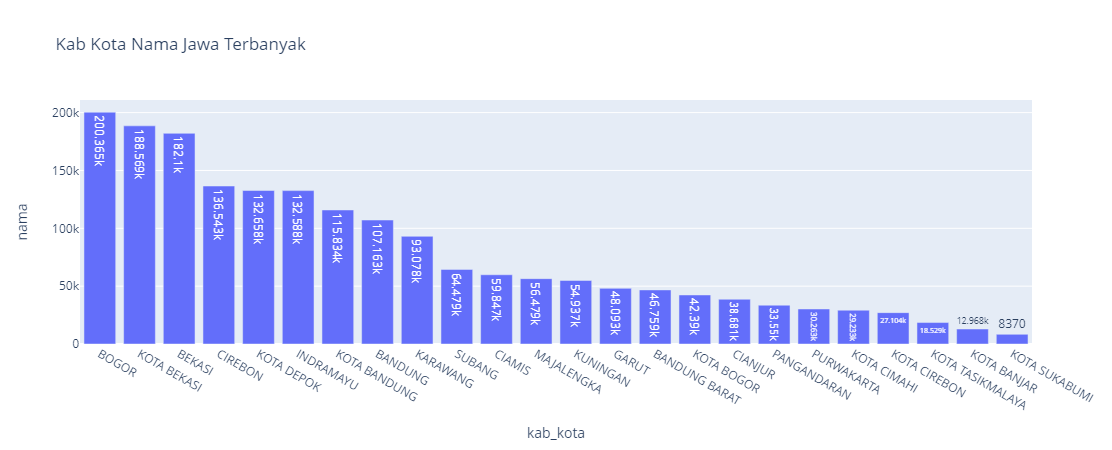 Kab Kota Nama Jawa Terbanyak
nama
200k
150k
100k
50k
0
200.365k
188.569k
182.1k
136.543k
132.658k
132.588k
115.834k
107.163k
93.078k
64.479k
59.847k
56.479k
54.937k
48.093k
46.759k
42.39k
38.681k
33.55k
30.263k
29.233k
27.104k
18.529k
12.968k
8370
BOGOR
KOTA BEKASI
BEKASI
CIREBON
KOTA DEPOK
INDRAMAYU
KOTA BANDUNG
BANDUNG
KARAWANG
SUBANG
CIAMIS
MAJALENGKA
KUNINGAN
GARUT
BANDUNG BARAT
KOTA BOGOR
CIANJUR
PANGANDARAN
PURWAKARTA
KOTA CIMAHI
KOTA CIREBON
KOTA TASIKMALAYA
KOTA BANJAR
KOTA SUKABUMI
kab_kota